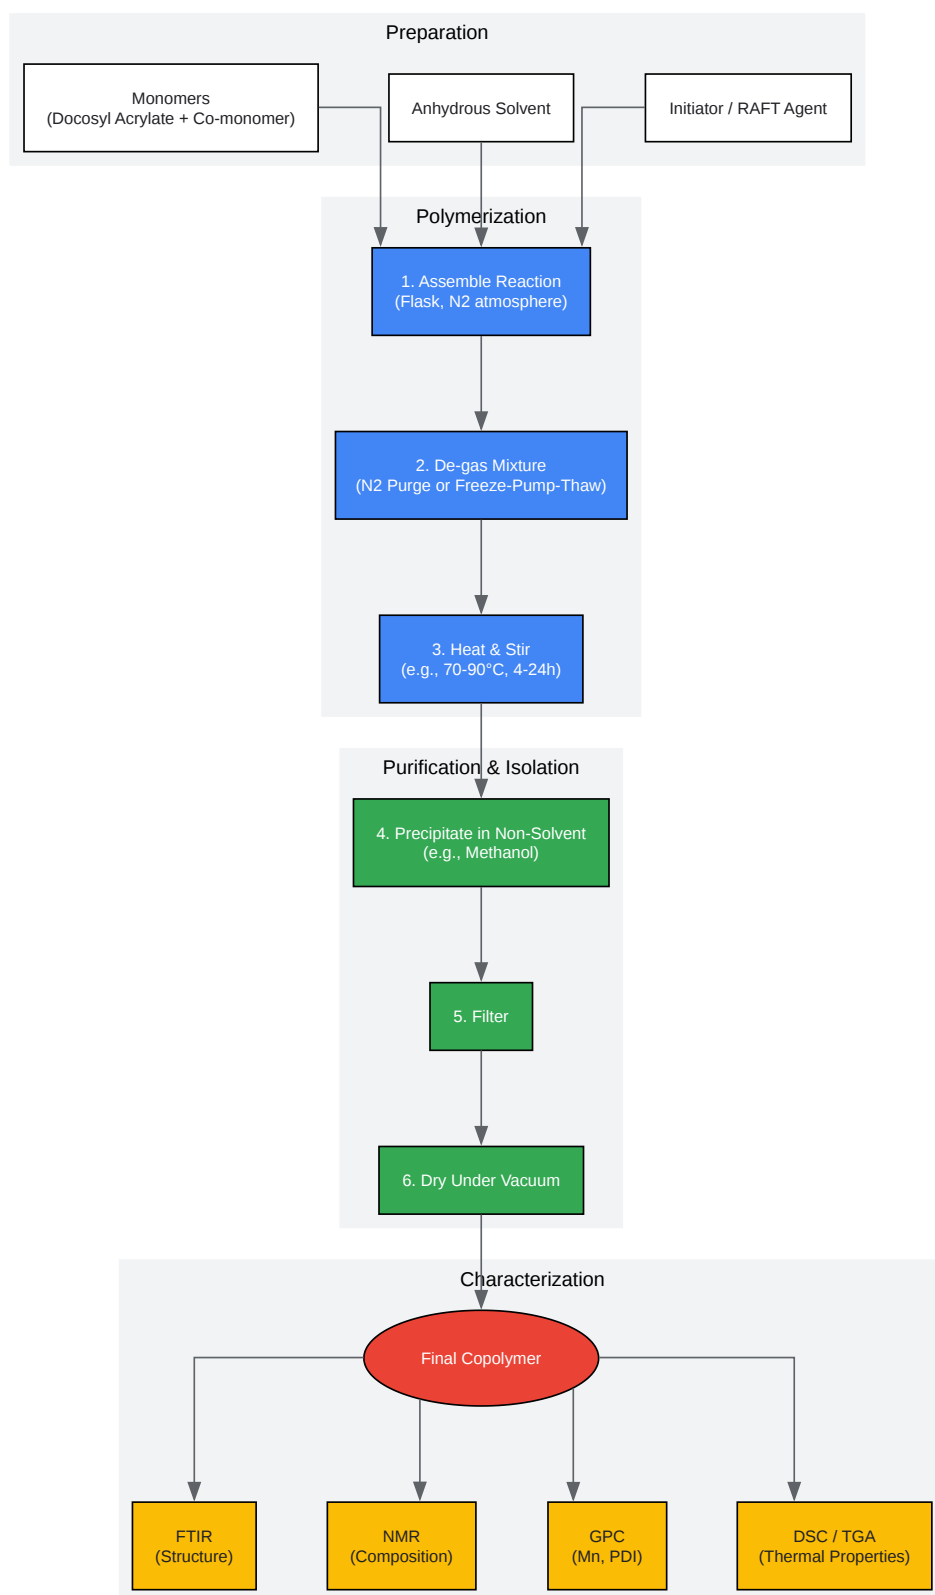 Preparation
Monomers
(Docosyl Acrylate + Co-monomer)
Anhydrous Solvent
Initiator / RAFT Agent
Polymerization
1. Assemble Reaction
(Flask, N2 atmosphere)
2. De-gas Mixture
(N2 Purge or Freeze-Pump-Thaw)
3. Heat & Stir
(e.g., 70-90°C, 4-24h)
Purification & Isolation
4. Precipitate in Non-Solvent
(e.g., Methanol)
5. Filter
6. Dry Under Vacuum
Characterization
Final Copolymer
FTIR
(Structure)
NMR
(Composition)
GPC
(Mn, PDI)
DSC / TGA
(Thermal Properties)